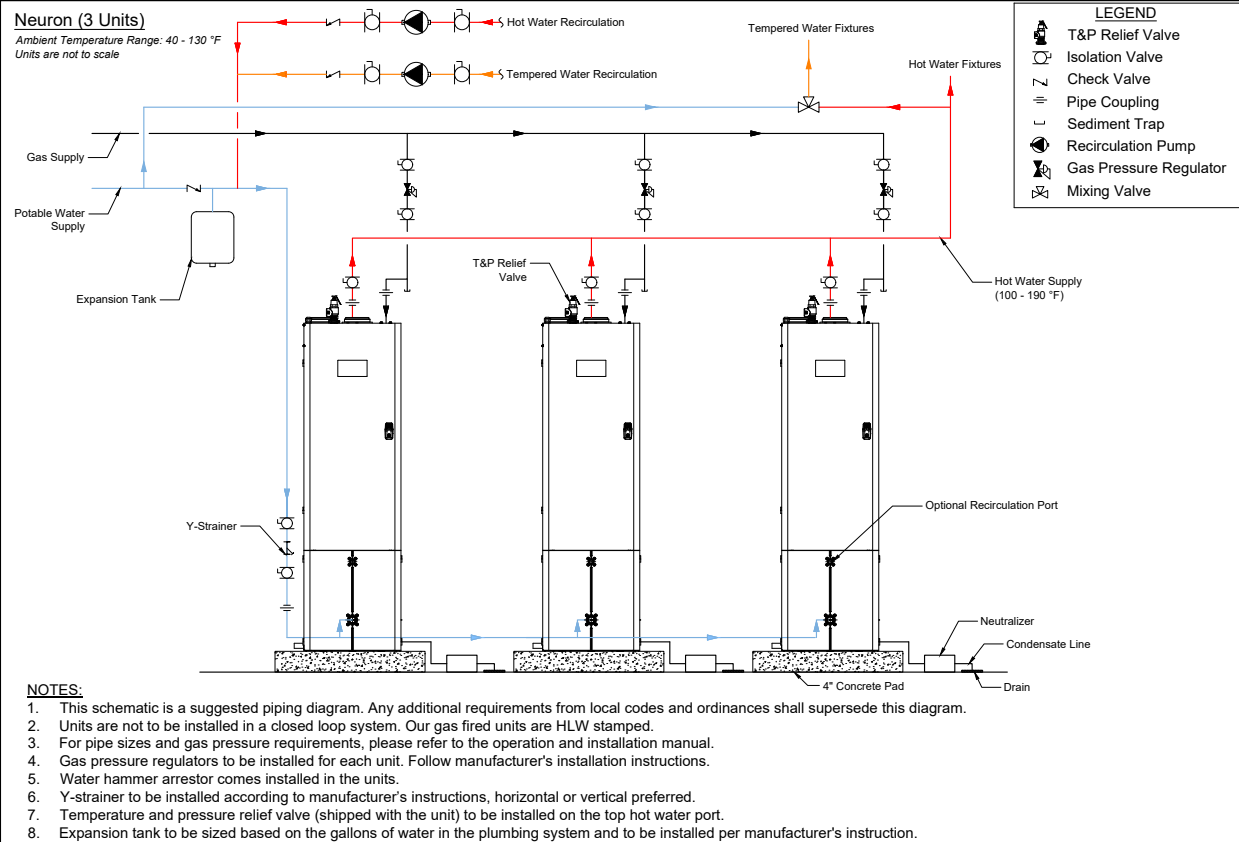 Neuron (3 Units)
Ambient Temperature Range: 40 - 130 °F
Units are not to scale
Hot Water Recirculation
Tempered Water Recirculation
Tempered Water Fixtures
Hot Water Fixtures
LEGEND
T&P Relief Valve
Isolation Valve
Check Valve
Pipe Coupling
Sediment Trap
Recirculation Pump
Gas Pressure Regulator
Mixing Valve
Gas Supply
Potable Water
Supply
Expansion Tank
T&P Relief
Valve
Hot Water Supply
(100 - 190 °F)
Y-Strainer
Optional Recirculation Port
Neutralizer
Condensate Line
4" Concrete Pad
Drain
NOTES:
1. This schematic is a suggested piping diagram. Any additional requirements from local codes and ordinances shall supersede this diagram.
2. Units are not to be installed in a closed loop system. Our gas fired units are HLW stamped.
3. For pipe sizes and gas pressure requirements, please refer to the operation and installation manual.
4. Gas pressure regulators to be installed for each unit. Follow manufacturer's installation instructions.
5. Water hammer arrestor comes installed in the units.
6. Y-strainer to be installed according to manufacturer's instructions, horizontal or vertical preferred.
7. Temperature and pressure relief valve (shipped with the unit) to be installed on the top hot water port.
8. Expansion tank to be sized based on the gallons of water in the plumbing system and to be installed per manufacturer's instruction.